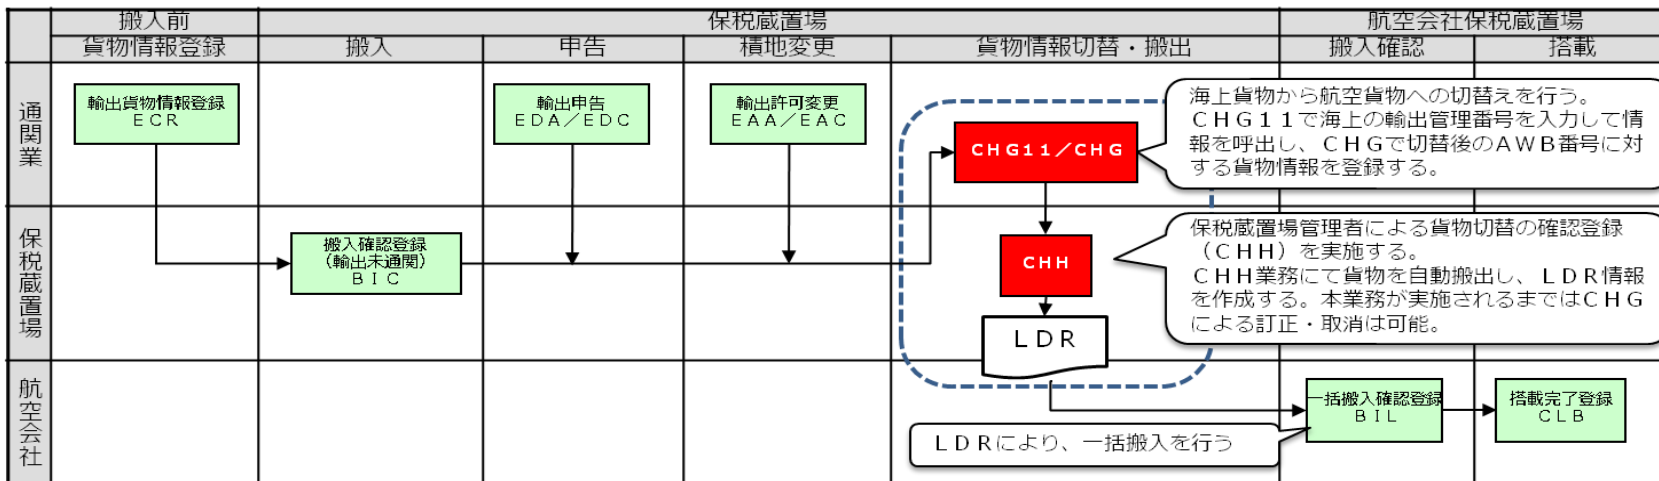 搬入前
保税蔵置場
航空会社保税蔵置場
貨物情報登録
搬入
申告
積地変更
貨物情報切替・搬出
搬入確認
搭載
通関業
輸出貨物情報登録
ＥＣＲ
輸出申告
ＥＤＡ／ＥＤＣ
輸出許可変更
ＥＡＡ／ＥＡＣ
ＣＨＧ１１／ＣＨＧ
海上貨物から航空貨物への切替えを行う。
ＣＨＧ１１で海上の輸出管理番号を入力して情
報を呼出し、ＣＨＧで切替後のＡＷＢ番号に対
する貨物情報を登録する。
保税蔵置場
搬入確認登録
（輸出未通関）
ＢＩＣ
ＣＨＨ
ＬＤＲ
保税蔵置場管理者による貨物切替の確認登録
（ＣＨＨ）を実施する。
ＣＨＨ業務にて貨物を自動搬出し、ＬＤＲ情報
を作成する。本業務が実施されるまではＣＨＧ
による訂正・取消は可能。
航空会社
一括搬入確認登録
ＢＩＬ
搭載完了登録
ＣＬＢ
ＬＤＲにより、一括搬入を行う